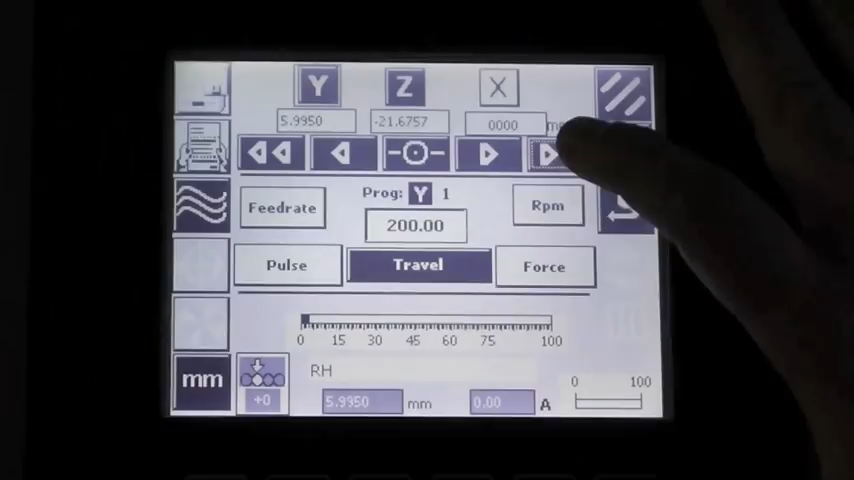 Y Z X
5.9950 -21.6757 0000
Feedrate Prog: Y 1 Rpm
200.00
Pulse Travel Force
0 15 30 45 60 75 100
RH
mm +0 5.9950 mm 0.00 A 0 100